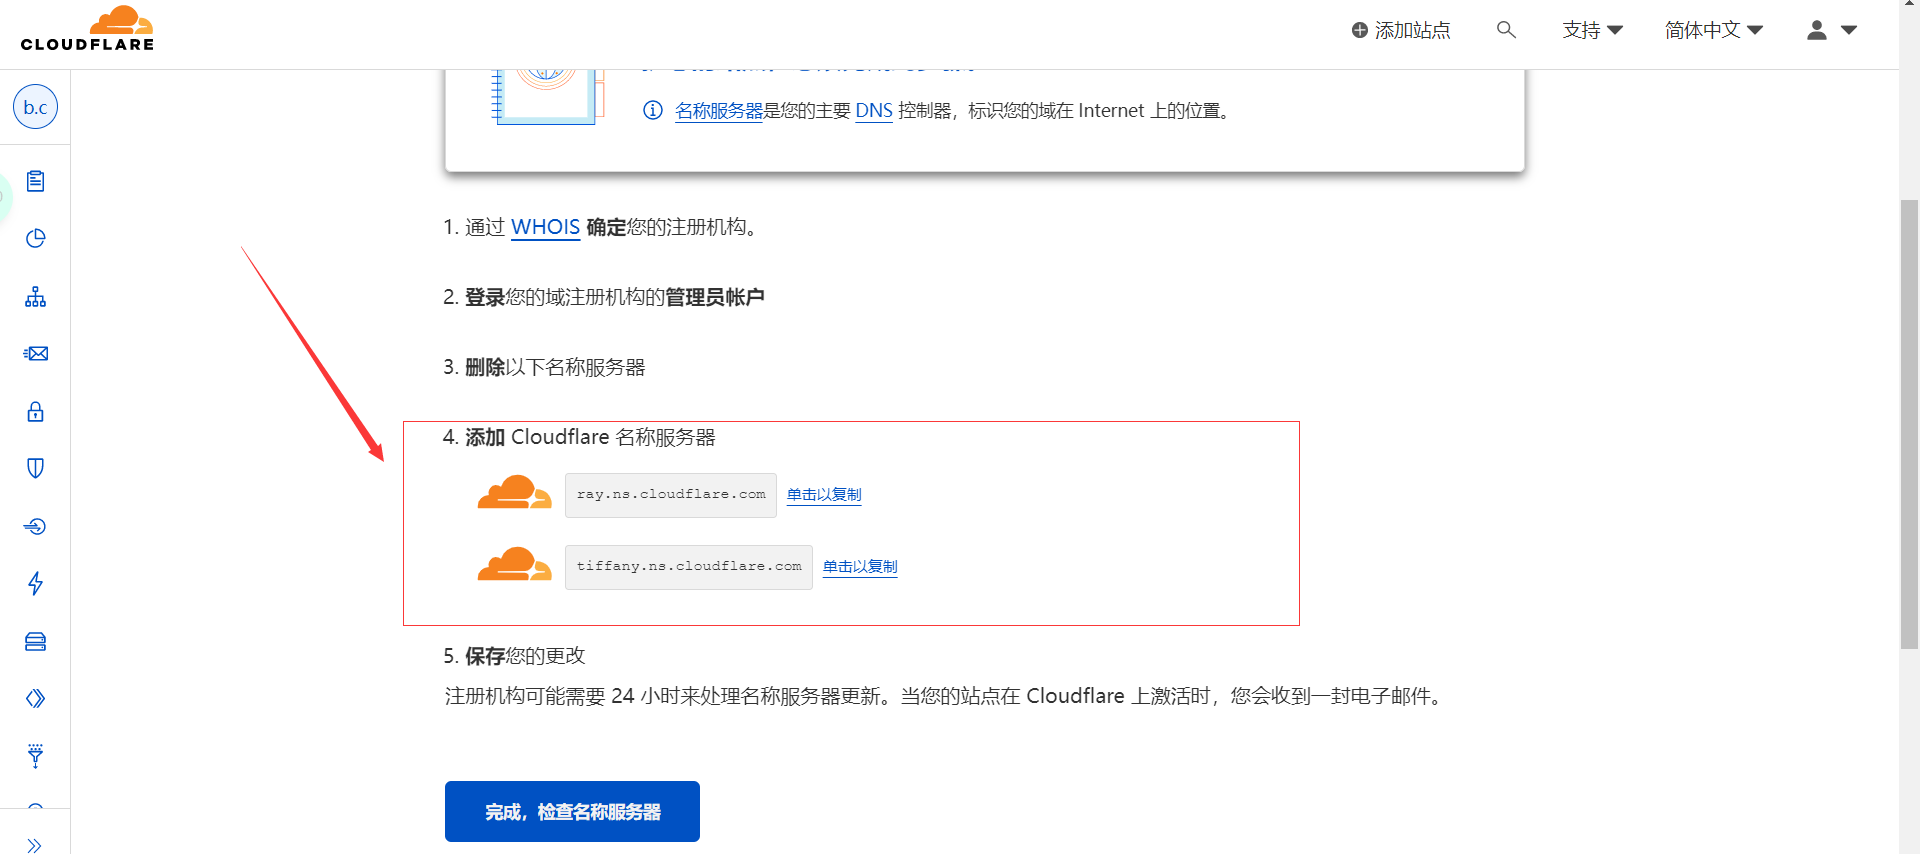 CLOUDFLARE
添加站点
支持
简体中文
b.c
名称服务器是您的主要 DNS 控制器，标识您的域在 Internet 上的位置。
1. 通过 WHOIS 确定您的注册机构。
2. 登录您的域注册机构的管理员帐户
3. 删除以下名称服务器
4. 添加 Cloudflare 名称服务器
ray.ns.cloudflare.com 单击以复制
tiffany.ns.cloudflare.com 单击以复制
5. 保存您的更改
注册机构可能需要 24 小时来处理名称服务器更新。当您的站点在 Cloudflare 上激活时，您会收到一封电子邮件。
完成，检查名称服务器